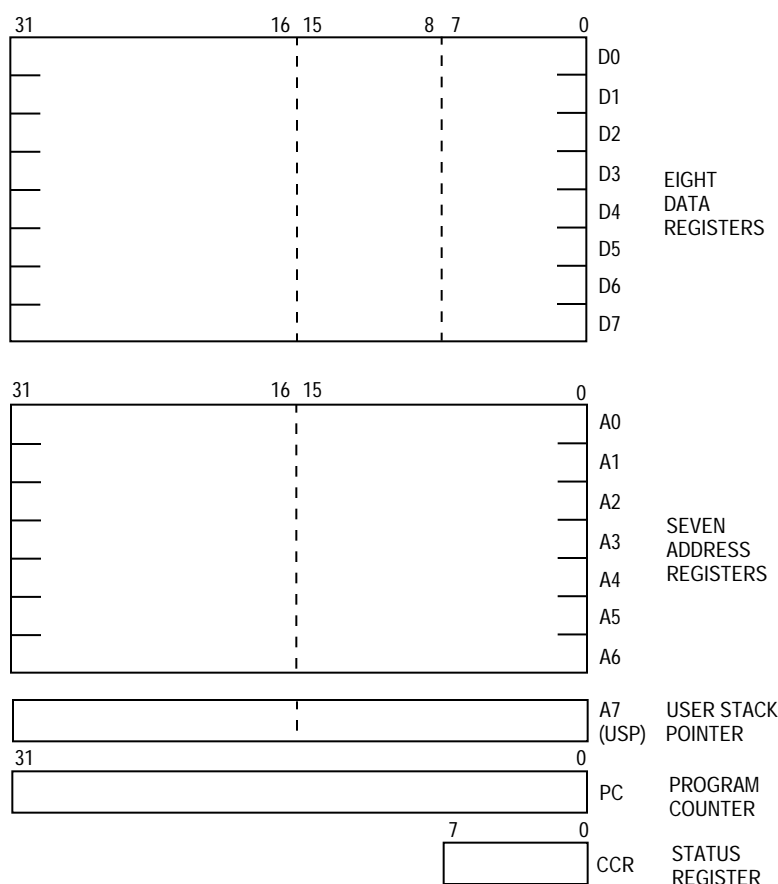 31 16 15 8 7 0
D0
D1
D2
D3
D4
D5
D6
D7
EIGHT
DATA
REGISTERS
31 16 15 0
A0
A1
A2
A3
A4
A5
A6
SEVEN
ADDRESS
REGISTERS
A7
(USP)
USER STACK
POINTER
31 0
PC
PROGRAM
COUNTER
7 0
CCR
STATUS
REGISTER